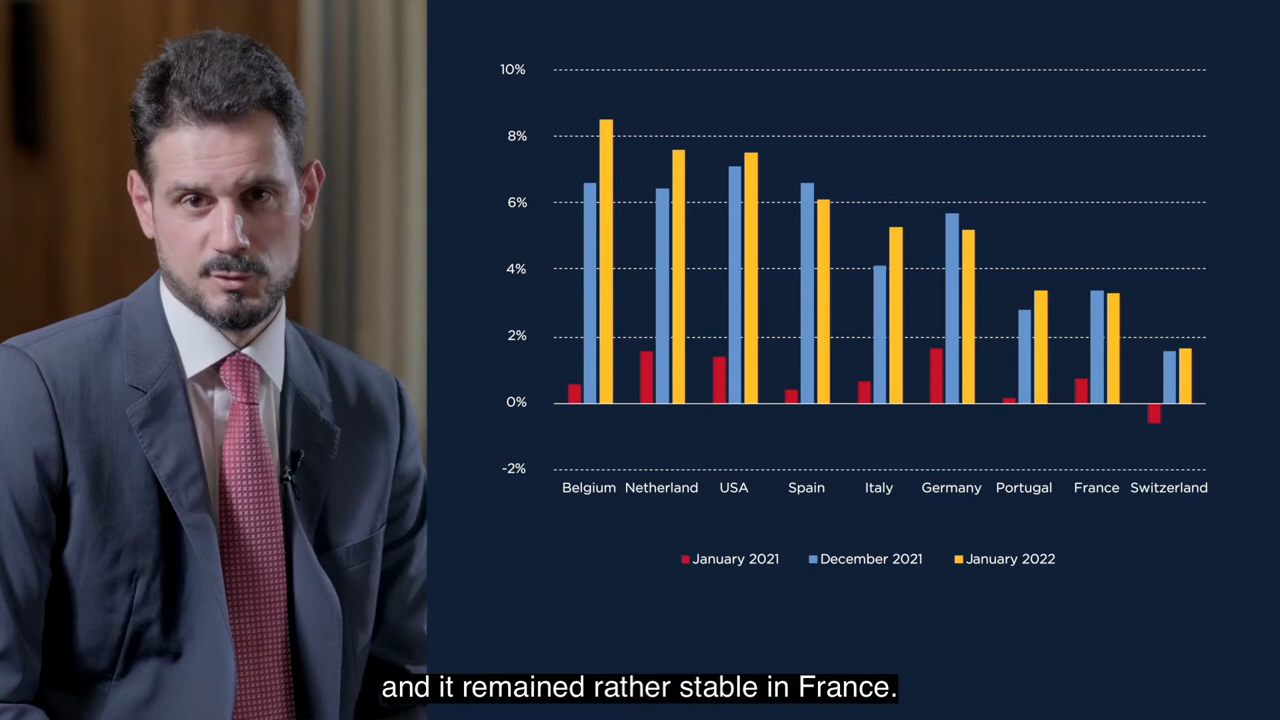 10%
8%
6%
4%
2%
0%
-2%
Belgium Netherland USA Spain Italy Germany Portugal France Switzerland
January 2021 December 2021 January 2022
and it remained rather stable in France.